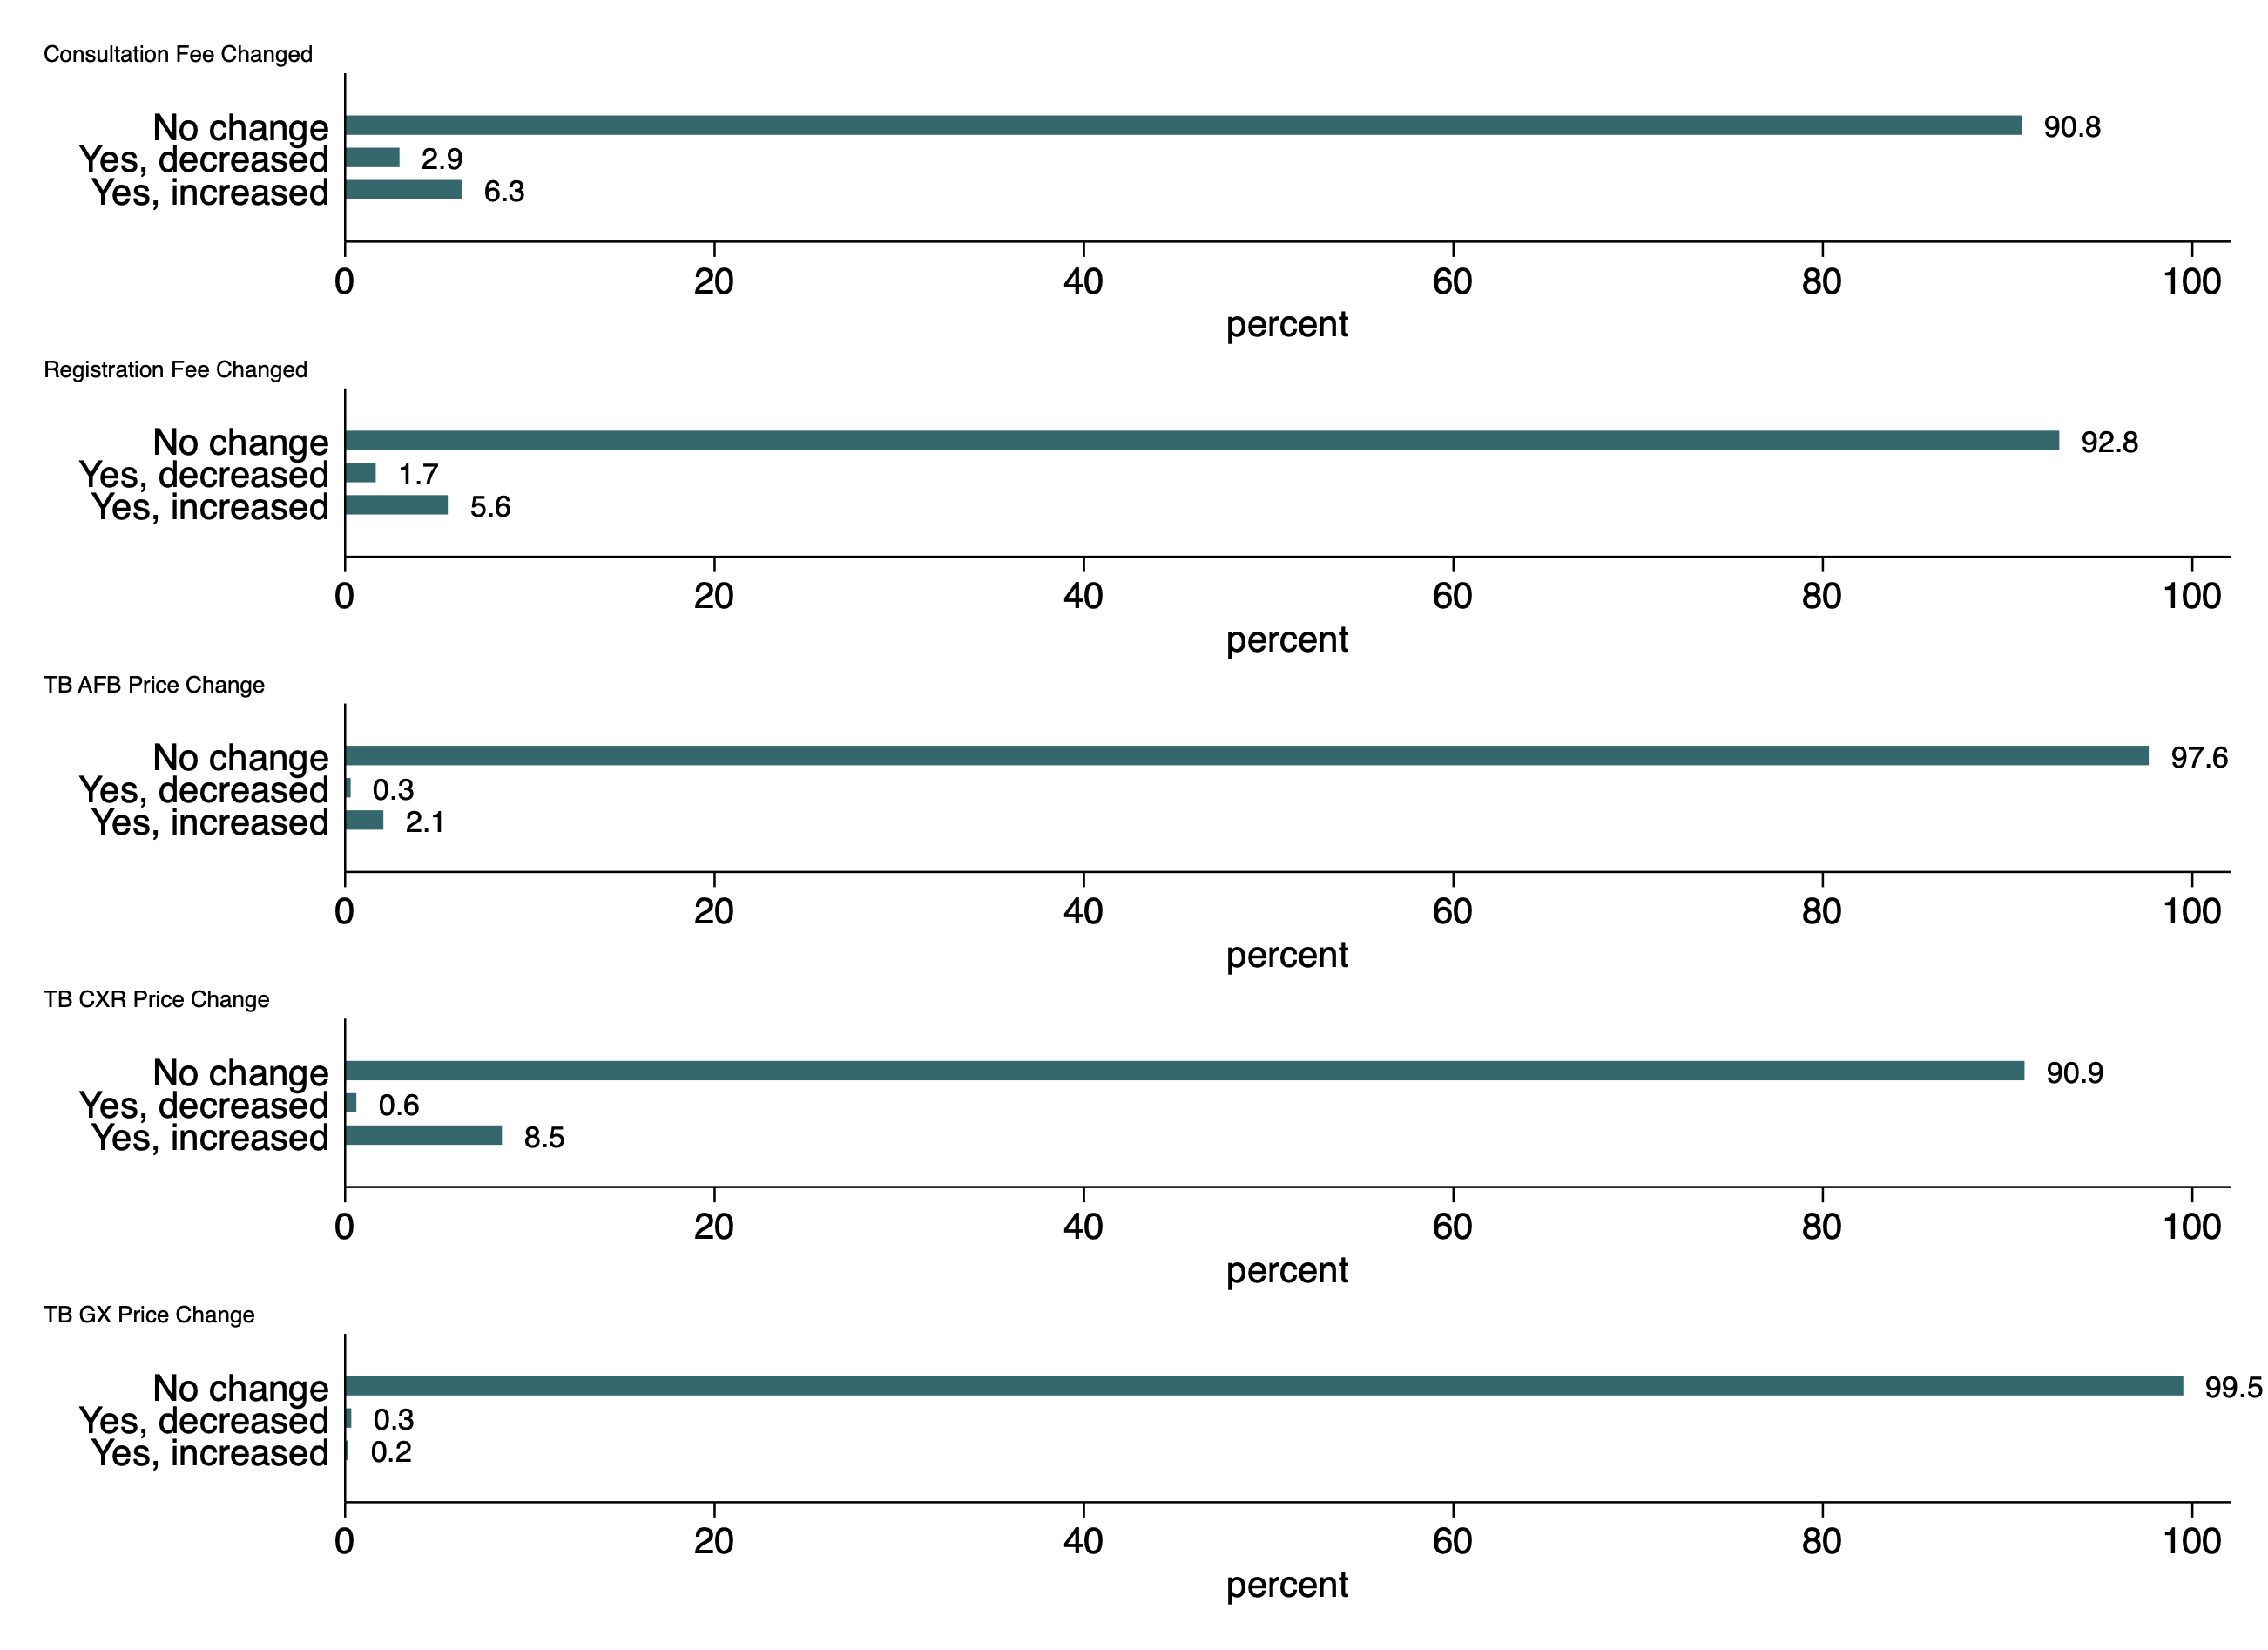 Consultation Fee Changed
No change 90.8
Yes, decreased 2.9
Yes, increased 6.3
0 20 40 60 80 100
percent
Registration Fee Changed
No change 92.8
Yes, decreased 1.7
Yes, increased 5.6
0 20 40 60 80 100
percent
TB AFB Price Change
No change 97.6
Yes, decreased 0.3
Yes, increased 2.1
0 20 40 60 80 100
percent
TB CXR Price Change
No change 90.9
Yes, decreased 0.6
Yes, increased 8.5
0 20 40 60 80 100
percent
TB GX Price Change
No change 99.5
Yes, decreased 0.3
Yes, increased 0.2
0 20 40 60 80 100
percent